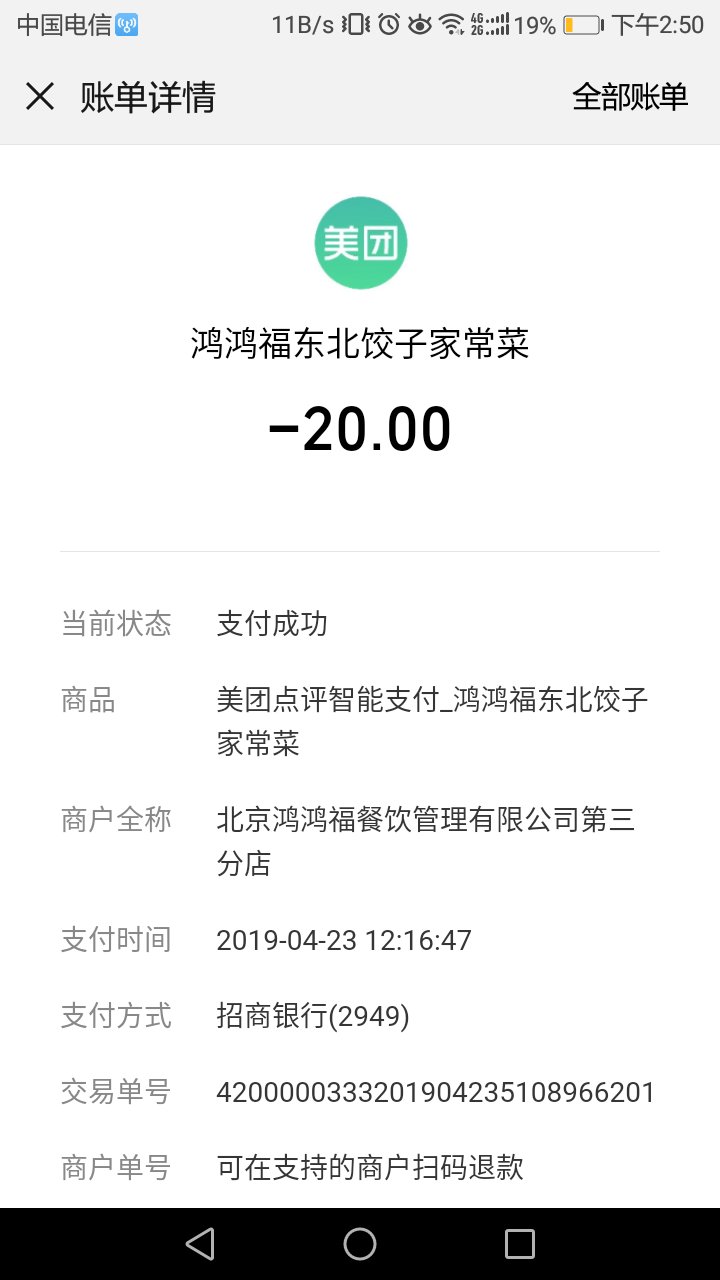 中国电信 11B/s 4G 2G 19% 下午2:50
账单详情 全部账单
美团
鸿鸿福东北饺子家常菜
-20.00
当前状态 支付成功
商品 美团点评智能支付_鸿鸿福东北饺子
家常菜
商户全称 北京鸿鸿福餐饮管理有限公司第三
分店
支付时间 2019-04-23 12:16:47
支付方式 招商银行(2949)
交易单号 4200000333201904235108966201
商户单号 可在支持的商户扫码退款